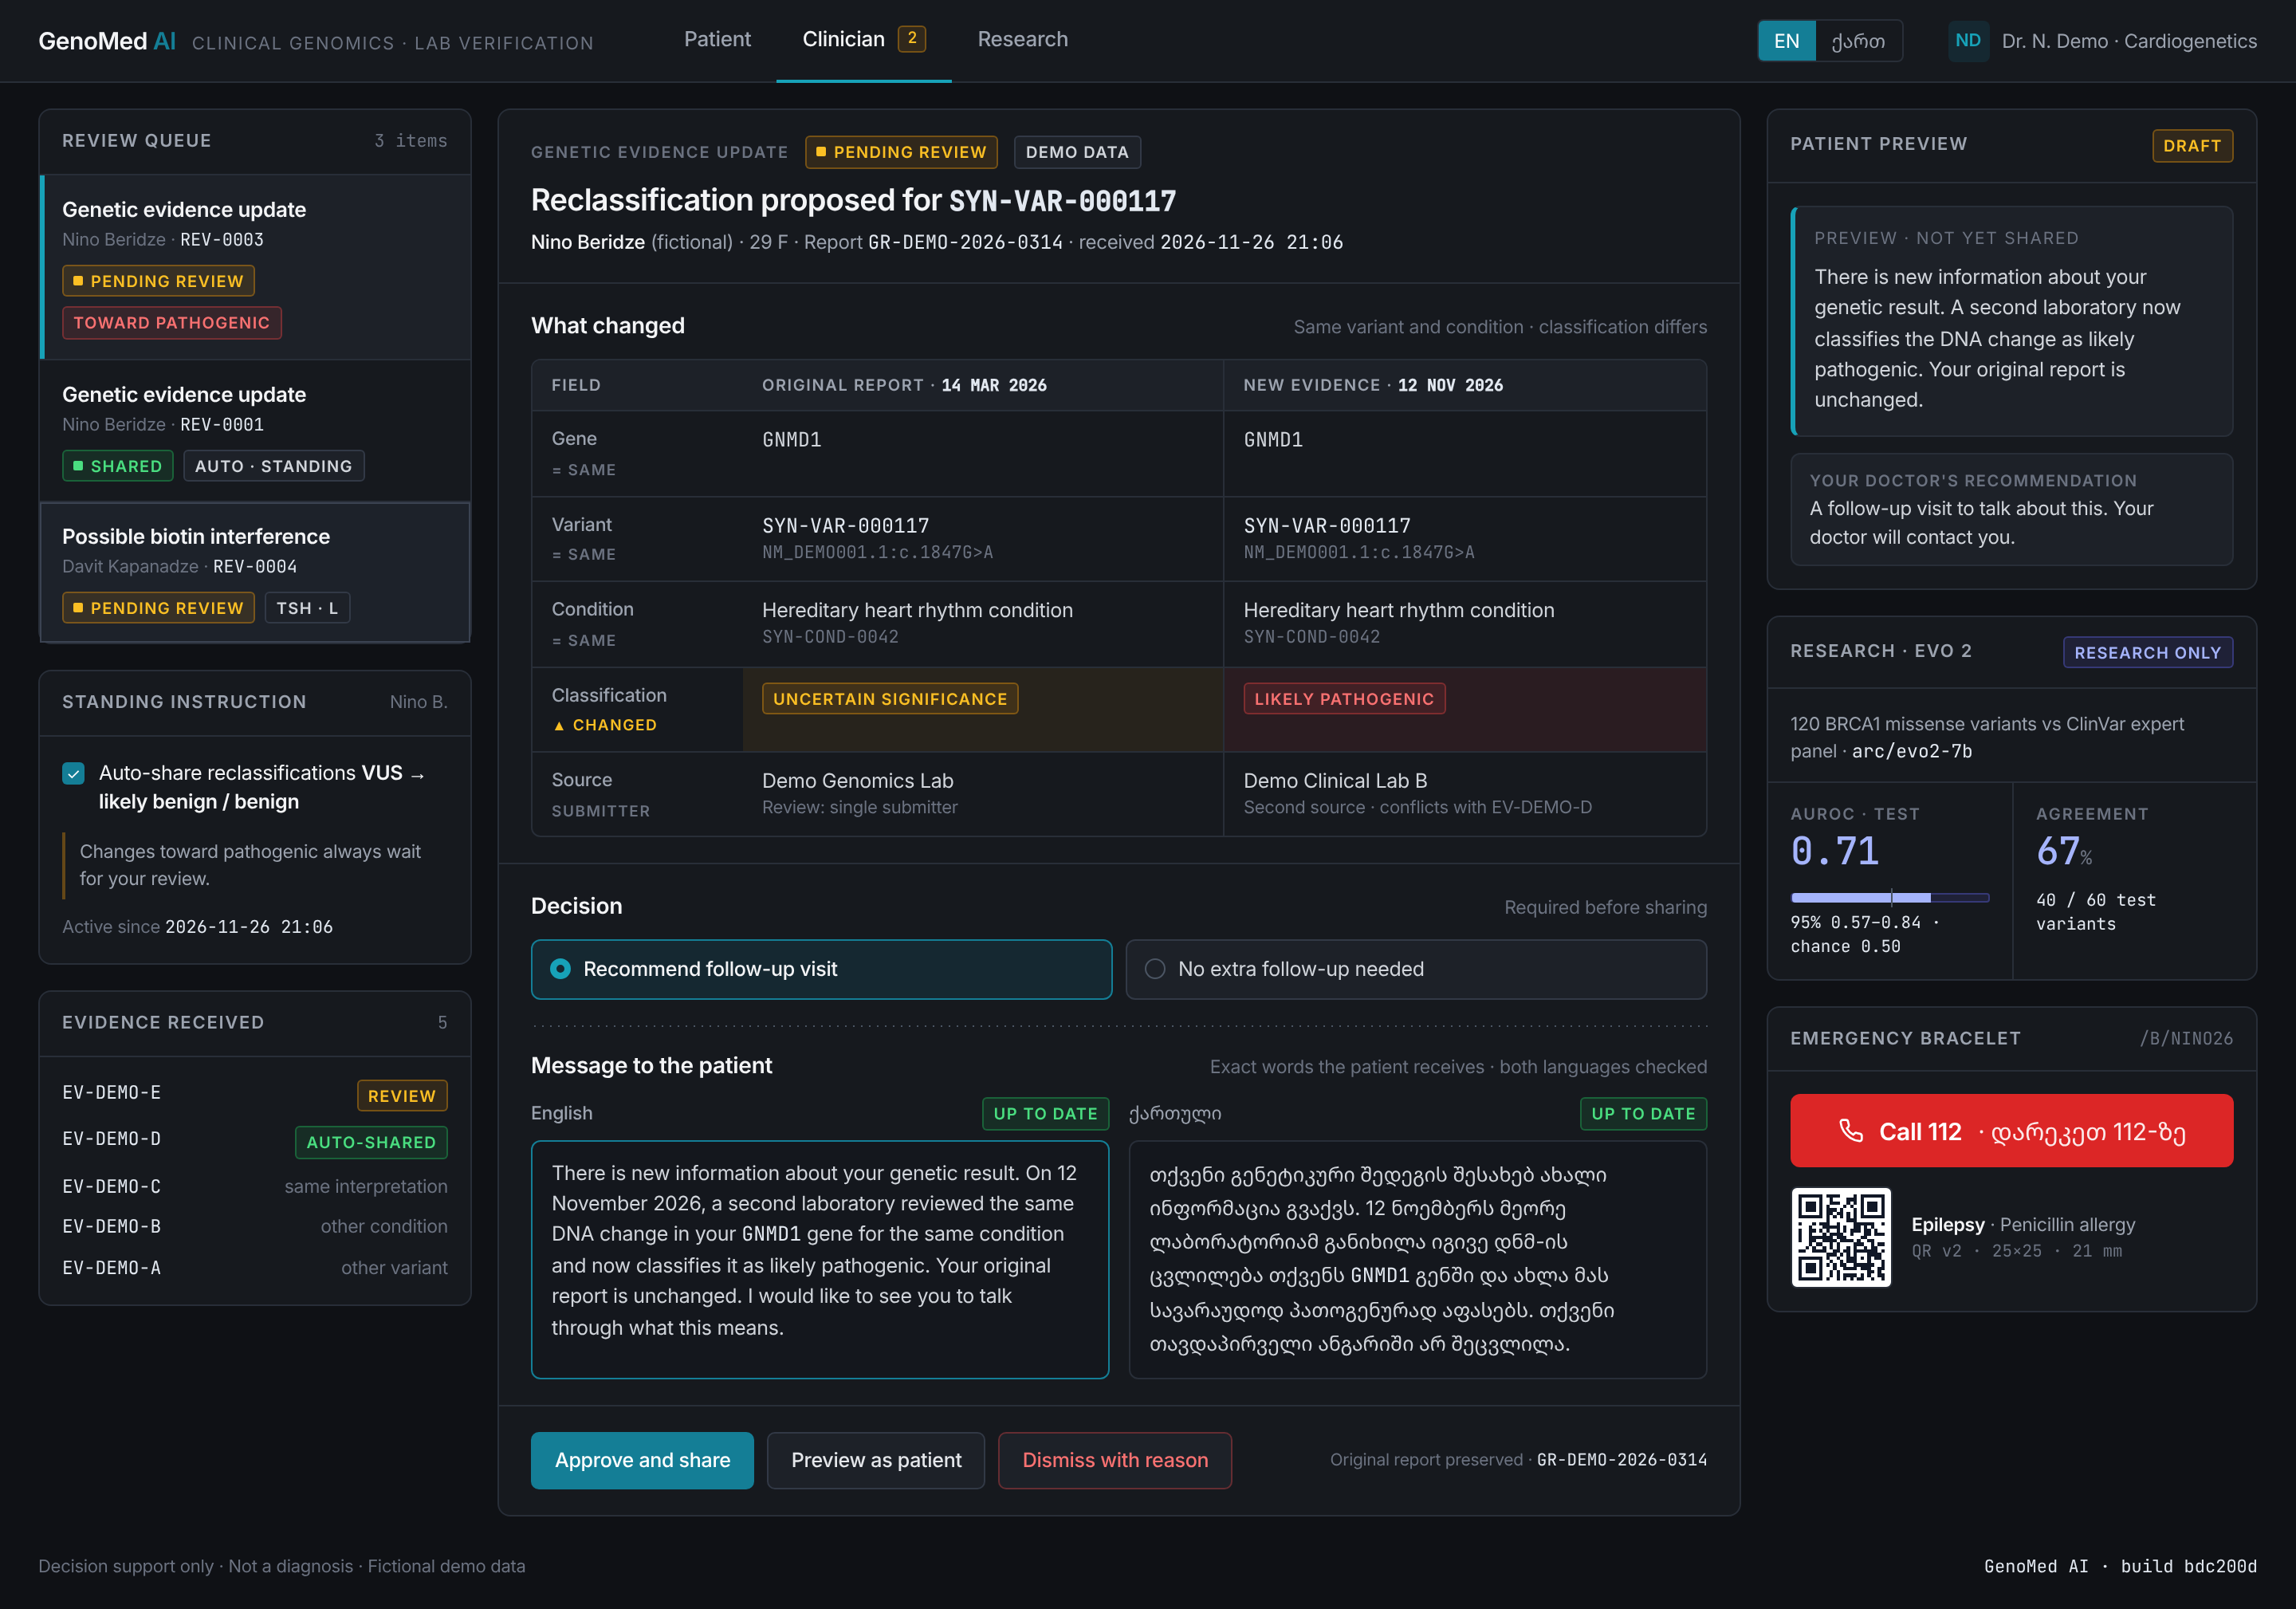 GenoMed AI CLINICAL GENOMICS · LAB VERIFICATION
Patient
Clinician 2
Research
EN ქართ
ND Dr. N. Demo · Cardiogenetics
REVIEW QUEUE 3 items
Genetic evidence update
Nino Beridze · REV-0003
PENDING REVIEW
TOWARD PATHOGENIC
Genetic evidence update
Nino Beridze · REV-0001
SHARED AUTO · STANDING
Possible biotin interference
Davit Kapanadze · REV-0004
PENDING REVIEW TSH · L
STANDING INSTRUCTION Nino B.
Auto-share reclassifications VUS →
likely benign / benign
Changes toward pathogenic always wait
for your review.
Active since 2026-11-26 21:06
EVIDENCE RECEIVED 5
EV-DEMO-E REVIEW
EV-DEMO-D AUTO-SHARED
EV-DEMO-C same interpretation
EV-DEMO-B other condition
EV-DEMO-A other variant
GENETIC EVIDENCE UPDATE PENDING REVIEW DEMO DATA
Reclassification proposed for SYN-VAR-000117
Nino Beridze (fictional) · 29 F · Report GR-DEMO-2026-0314 · received 2026-11-26 21:06
What changed Same variant and condition · classification differs
FIELD ORIGINAL REPORT · 14 MAR 2026 NEW EVIDENCE · 12 NOV 2026
Gene GNMD1 GNMD1
= SAME
Variant SYN-VAR-000117 SYN-VAR-000117
= SAME NM_DEMO001.1:c.1847G>A NM_DEMO001.1:c.1847G>A
Condition Hereditary heart rhythm condition Hereditary heart rhythm condition
= SAME SYN-COND-0042 SYN-COND-0042
Classification UNCERTAIN SIGNIFICANCE LIKELY PATHOGENIC
▲ CHANGED
Source Demo Genomics Lab Demo Clinical Lab B
SUBMITTER Review: single submitter Second source · conflicts with EV-DEMO-D
Decision Required before sharing
Recommend follow-up visit
No extra follow-up needed
Message to the patient Exact words the patient receives · both languages checked
English UP TO DATE
There is new information about your genetic result. On 12
November 2026, a second laboratory reviewed the same
DNA change in your GNMD1 gene for the same condition
and now classifies it as likely pathogenic. Your original
report is unchanged. I would like to see you to talk
through what this means.
ქართული UP TO DATE
თქვენი გენეტიკური შედეგის შესახებ ახალი
ინფორმაცია გვაქვს. 12 ნოემბერს მეორე
ლაბორატორიამ განიხილა იგივე დნმ-ის
ცვლილება თქვენს GNMD1 გენში და ახლა მას
სავარაუდოდ პათოგენურად აფასებს. თქვენი
თავდაპირველი ანგარიში არ შეცვლილა.
Approve and share
Preview as patient
Dismiss with reason
Original report preserved · GR-DEMO-2026-0314
PATIENT PREVIEW DRAFT
PREVIEW · NOT YET SHARED
There is new information about your
genetic result. A second laboratory now
classifies the DNA change as likely
pathogenic. Your original report is
unchanged.
YOUR DOCTOR'S RECOMMENDATION
A follow-up visit to talk about this. Your
doctor will contact you.
RESEARCH · EVO 2 RESEARCH ONLY
120 BRCA1 missense variants vs ClinVar expert
panel · arc/evo2-7b
AUROC · TEST
0.71
95% 0.57–0.84 ·
chance 0.50
AGREEMENT
67%
40 / 60 test
variants
EMERGENCY BRACELET /B/NINO26
Call 112 · დარეკეთ 112-ზე
Epilepsy · Penicillin allergy
QR v2 · 25×25 · 21 mm
Decision support only · Not a diagnosis · Fictional demo data
GenoMed AI · build bdc200d